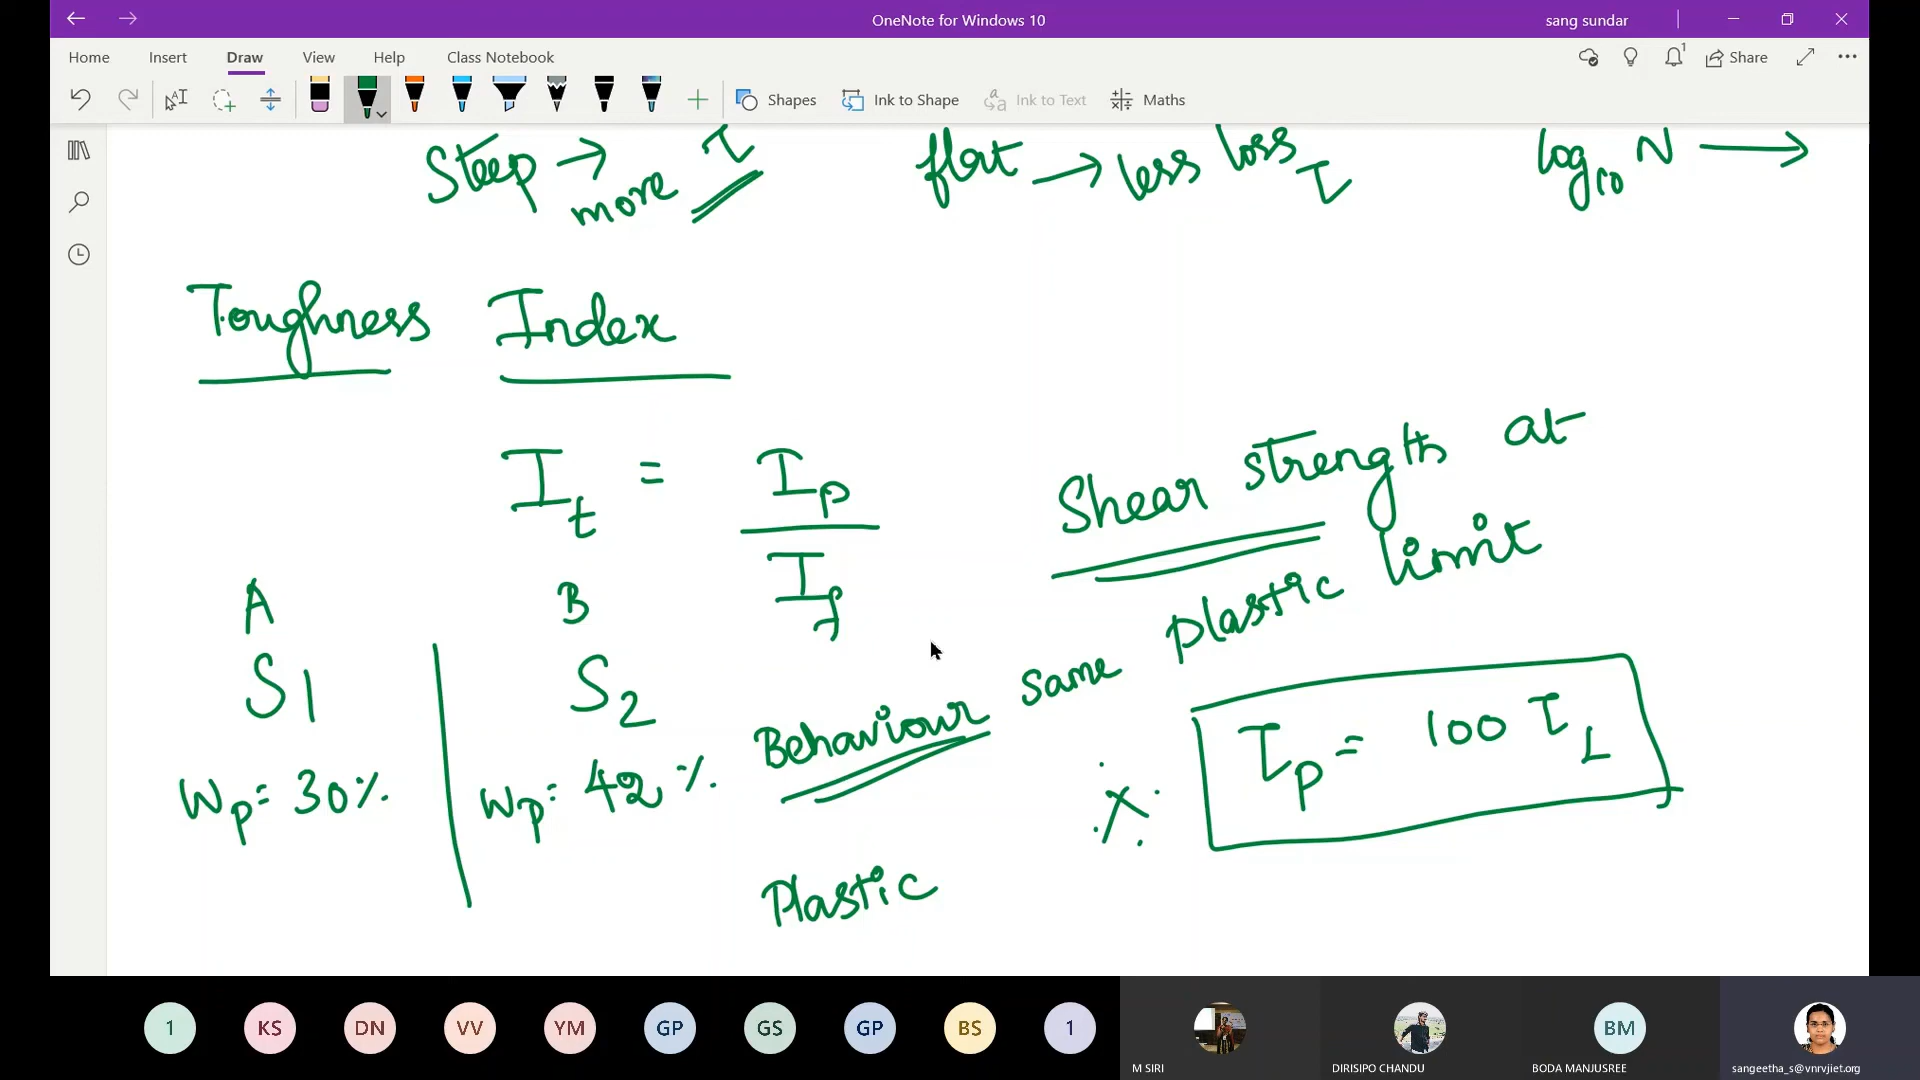 OneNote for Windows 10
sang sundar
Home Insert Draw View Help Class Notebook
1
Share
Shapes Ink to Shape Ink to Text Maths
Steep → more τ
flat → less loss τ
log10 N →
Toughness Index
It = Ip / If
Shear strength at
plastic limit
A B
S1 S2
Behaviour same
wp = 30% wp = 42%
τp = 100 τL
Plastic
1 KS DN VV YM GP GS GP BS 1 BM
M SIRI DIRISIPO CHANDU BODA MANJUSREE sangeetha_s@vnrvjiet.org